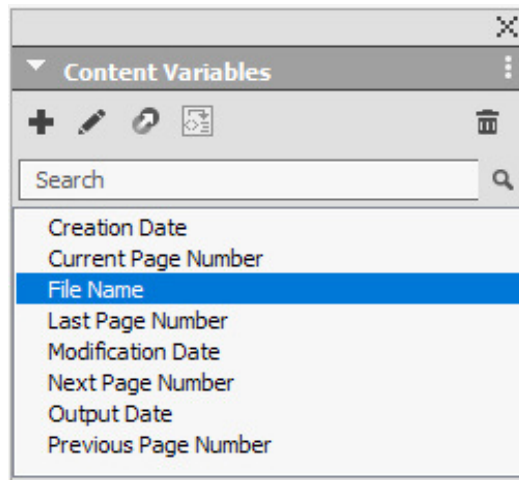 Content Variables
Search
Creation Date
Current Page Number
File Name
Last Page Number
Modification Date
Next Page Number
Output Date
Previous Page Number